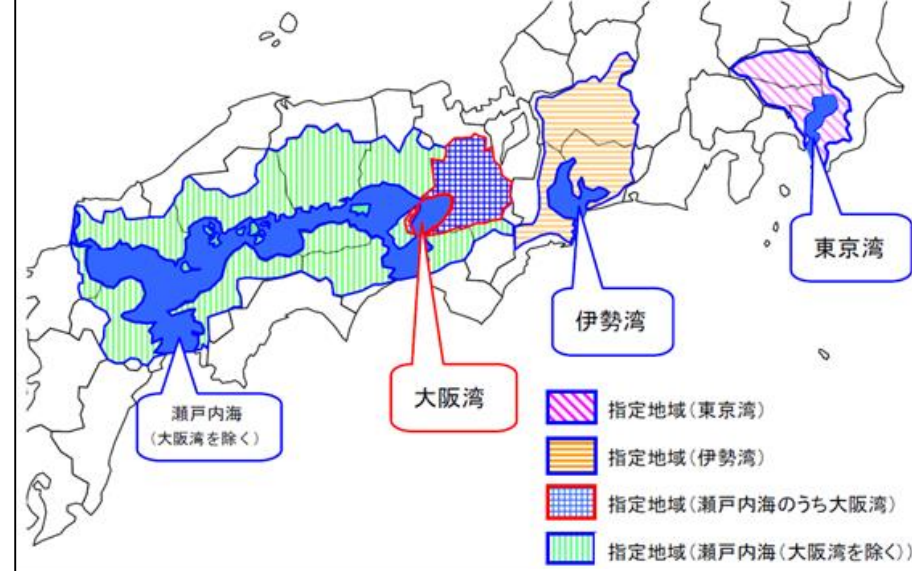 東京湾
伊勢湾
大阪湾
瀬戸内海
(大阪湾を除く)
指定地域(東京湾)
指定地域(伊勢湾)
指定地域(瀬戸内海のうち大阪湾)
指定地域(瀬戸内海(大阪湾を除く))